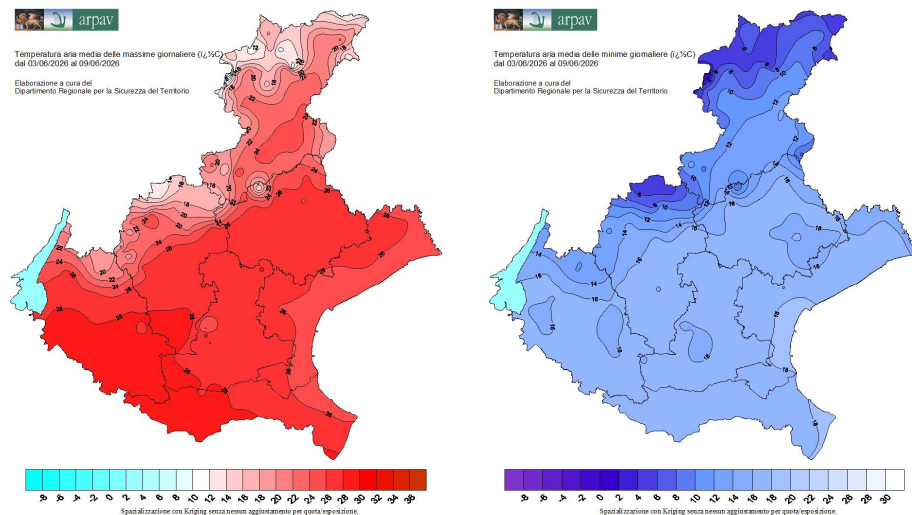 arpav
Temperatura aria media delle massime giornaliere (ï¿½C)
dal 03/06/2026 al 09/06/2026
Elaborazione a cura del
Dipartimento Regionale per la Sicurezza del Territorio
-8 -6 -4 -2 0 2 4 6 8 10 12 14 16 18 20 22 24 26 28 30 32 34 36
Spazializzazione con Kriging senza nessun aggiustamento per quota/esposizione.
arpav
Temperatura aria media delle minime giornaliere (ï¿½C)
dal 03/06/2026 al 09/06/2026
Elaborazione a cura del
Dipartimento Regionale per la Sicurezza del Territorio
-8 -6 -4 -2 0 2 4 6 8 10 12 14 16 18 20 22 24 26 28 30
Spazializzazione con Kriging senza nessun aggiustamento per quota/esposizione.